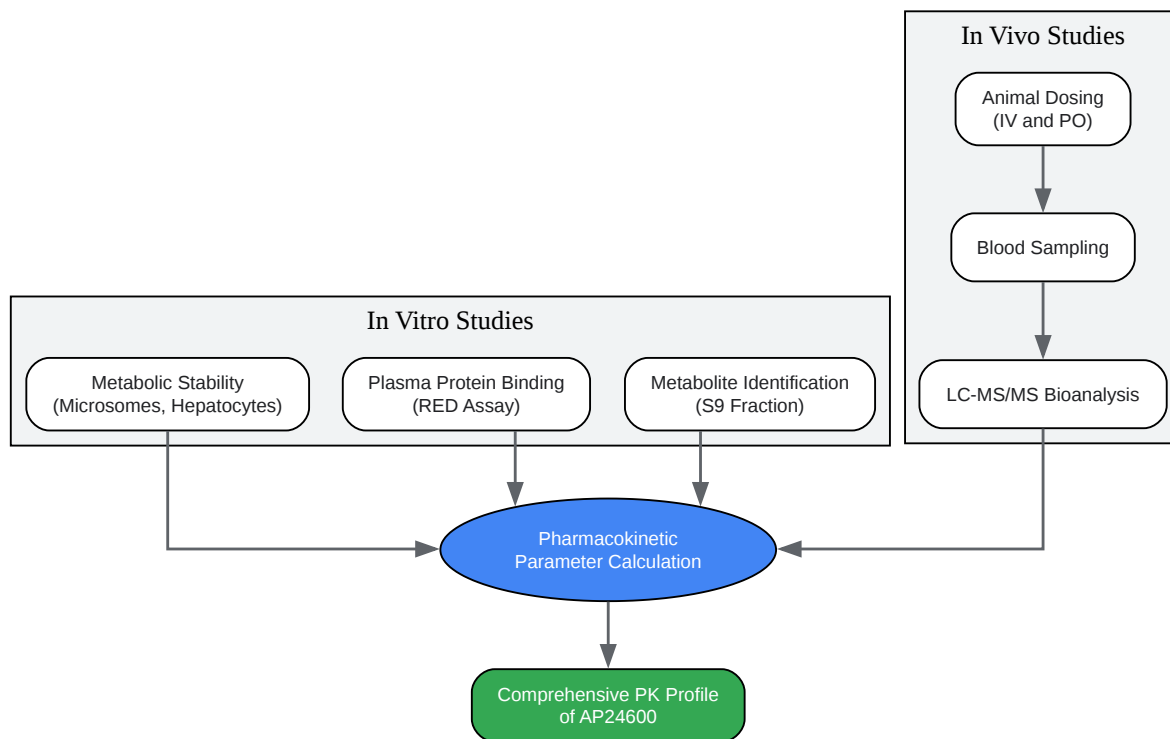 In Vivo Studies
Animal Dosing
(IV and PO)
Blood Sampling
LC-MS/MS Bioanalysis
In Vitro Studies
Metabolic Stability
(Microsomes, Hepatocytes)
Plasma Protein Binding
(RED Assay)
Metabolite Identification
(S9 Fraction)
Pharmacokinetic
Parameter Calculation
Comprehensive PK Profile
of AP24600